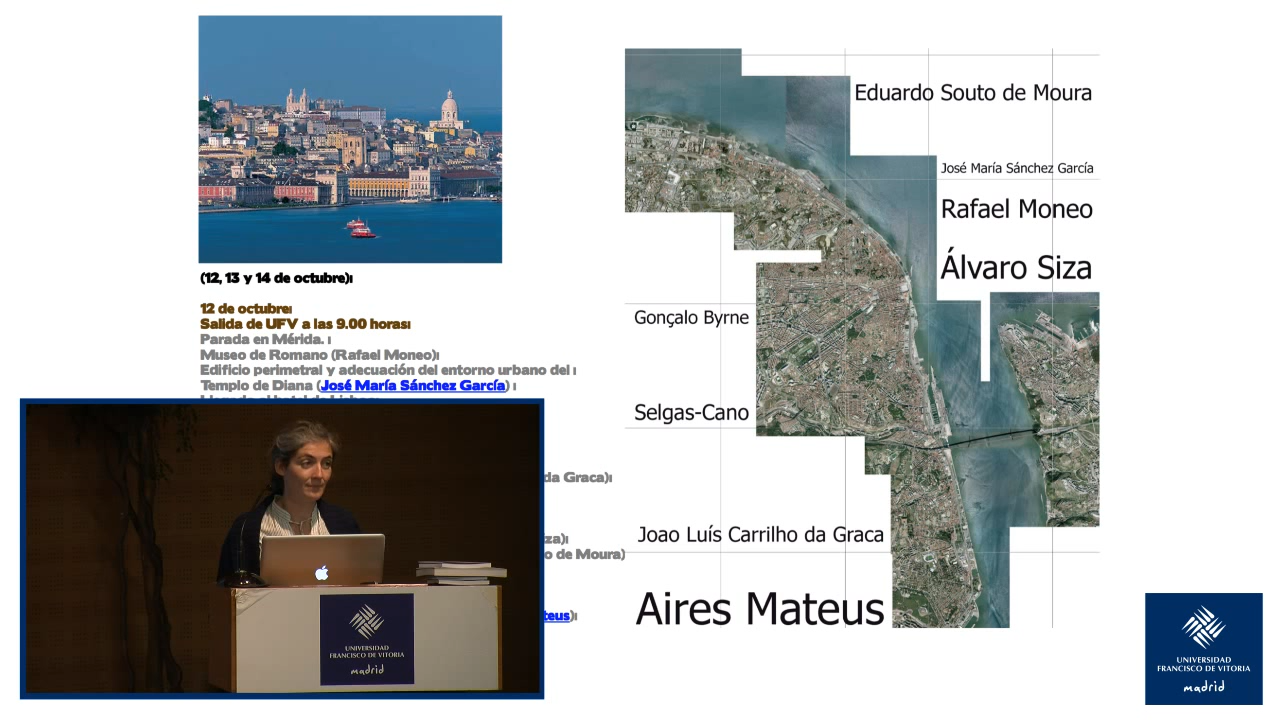 (12, 13 y 14 de octubre):
12 de octubre:
Salida de UFV a las 9.00 horas:
Parada en Mérida. :
Museo de Romano (Rafael Moneo):
Edificio perimetral y adecuación del entorno urbano del :
Templo de Diana (José María Sánchez García) :
da Graca):
za):
o de Moura)
teus):
Eduardo Souto de Moura
José María Sánchez García
Rafael Moneo
Álvaro Siza
Gonçalo Byrne
Selgas-Cano
Joao Luís Carrilho da Graca
Aires Mateus
UNIVERSIDAD
FRANCISCO DE VITORIA
madrid
UNIVERSIDAD
FRANCISCO DE VITORIA
madrid